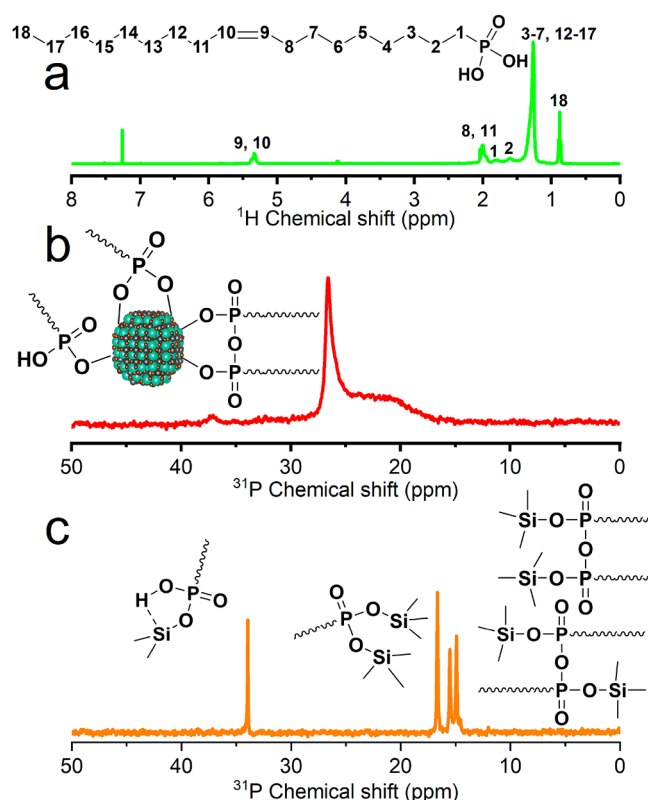 18 16 14 12 10 9 7 5 3 1
17 15 13 11 8 6 4 2
O
P
OH
HO
a
3-7, 12-17
18
8, 11
1 2
9, 10
8 7 6 5 4 3 2 1 0
¹H Chemical shift (ppm)
b
O
P
O O
O
P
HO O
O
O P
O
O P
O
50 40 30 20 10 0
³¹P Chemical shift (ppm)
c
O
H P O
Si O
O
P O Si
O
Si
O
Si O P
O
Si O P
O
O
Si O P
O
P O Si
O
50 40 30 20 10 0
³¹P Chemical shift (ppm)